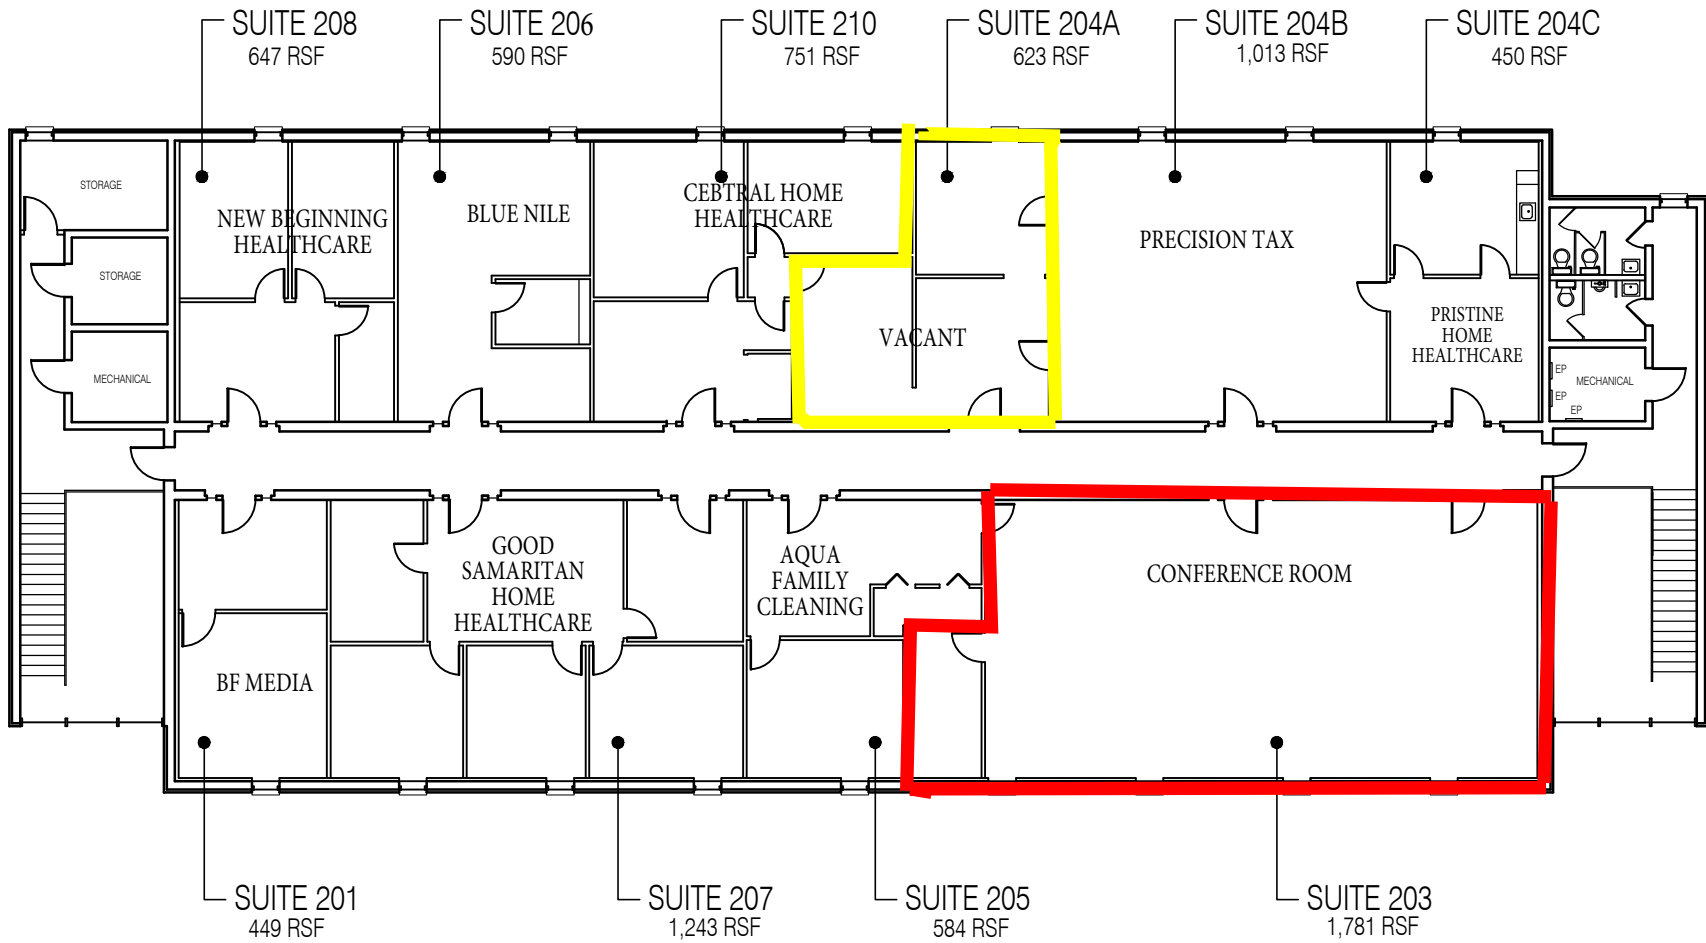 SUITE 208
647 RSF
SUITE 206
590 RSF
SUITE 210
751 RSF
SUITE 204A
623 RSF
SUITE 204B
1,013 RSF
SUITE 204C
450 RSF
STORAGE
STORAGE
MECHANICAL
NEW BEGINNING
HEALTHCARE
BLUE NILE
CEBTRAL HOME
HEALTHCARE
VACANT
PRECISION TAX
PRISTINE
HOME
HEALTHCARE
EP
EP
EP
MECHANICAL
BF MEDIA
GOOD
SAMARITAN
HOME
HEALTHCARE
AQUA
FAMILY
CLEANING
CONFERENCE ROOM
SUITE 201
449 RSF
SUITE 207
1,243 RSF
SUITE 205
584 RSF
SUITE 203
1,781 RSF